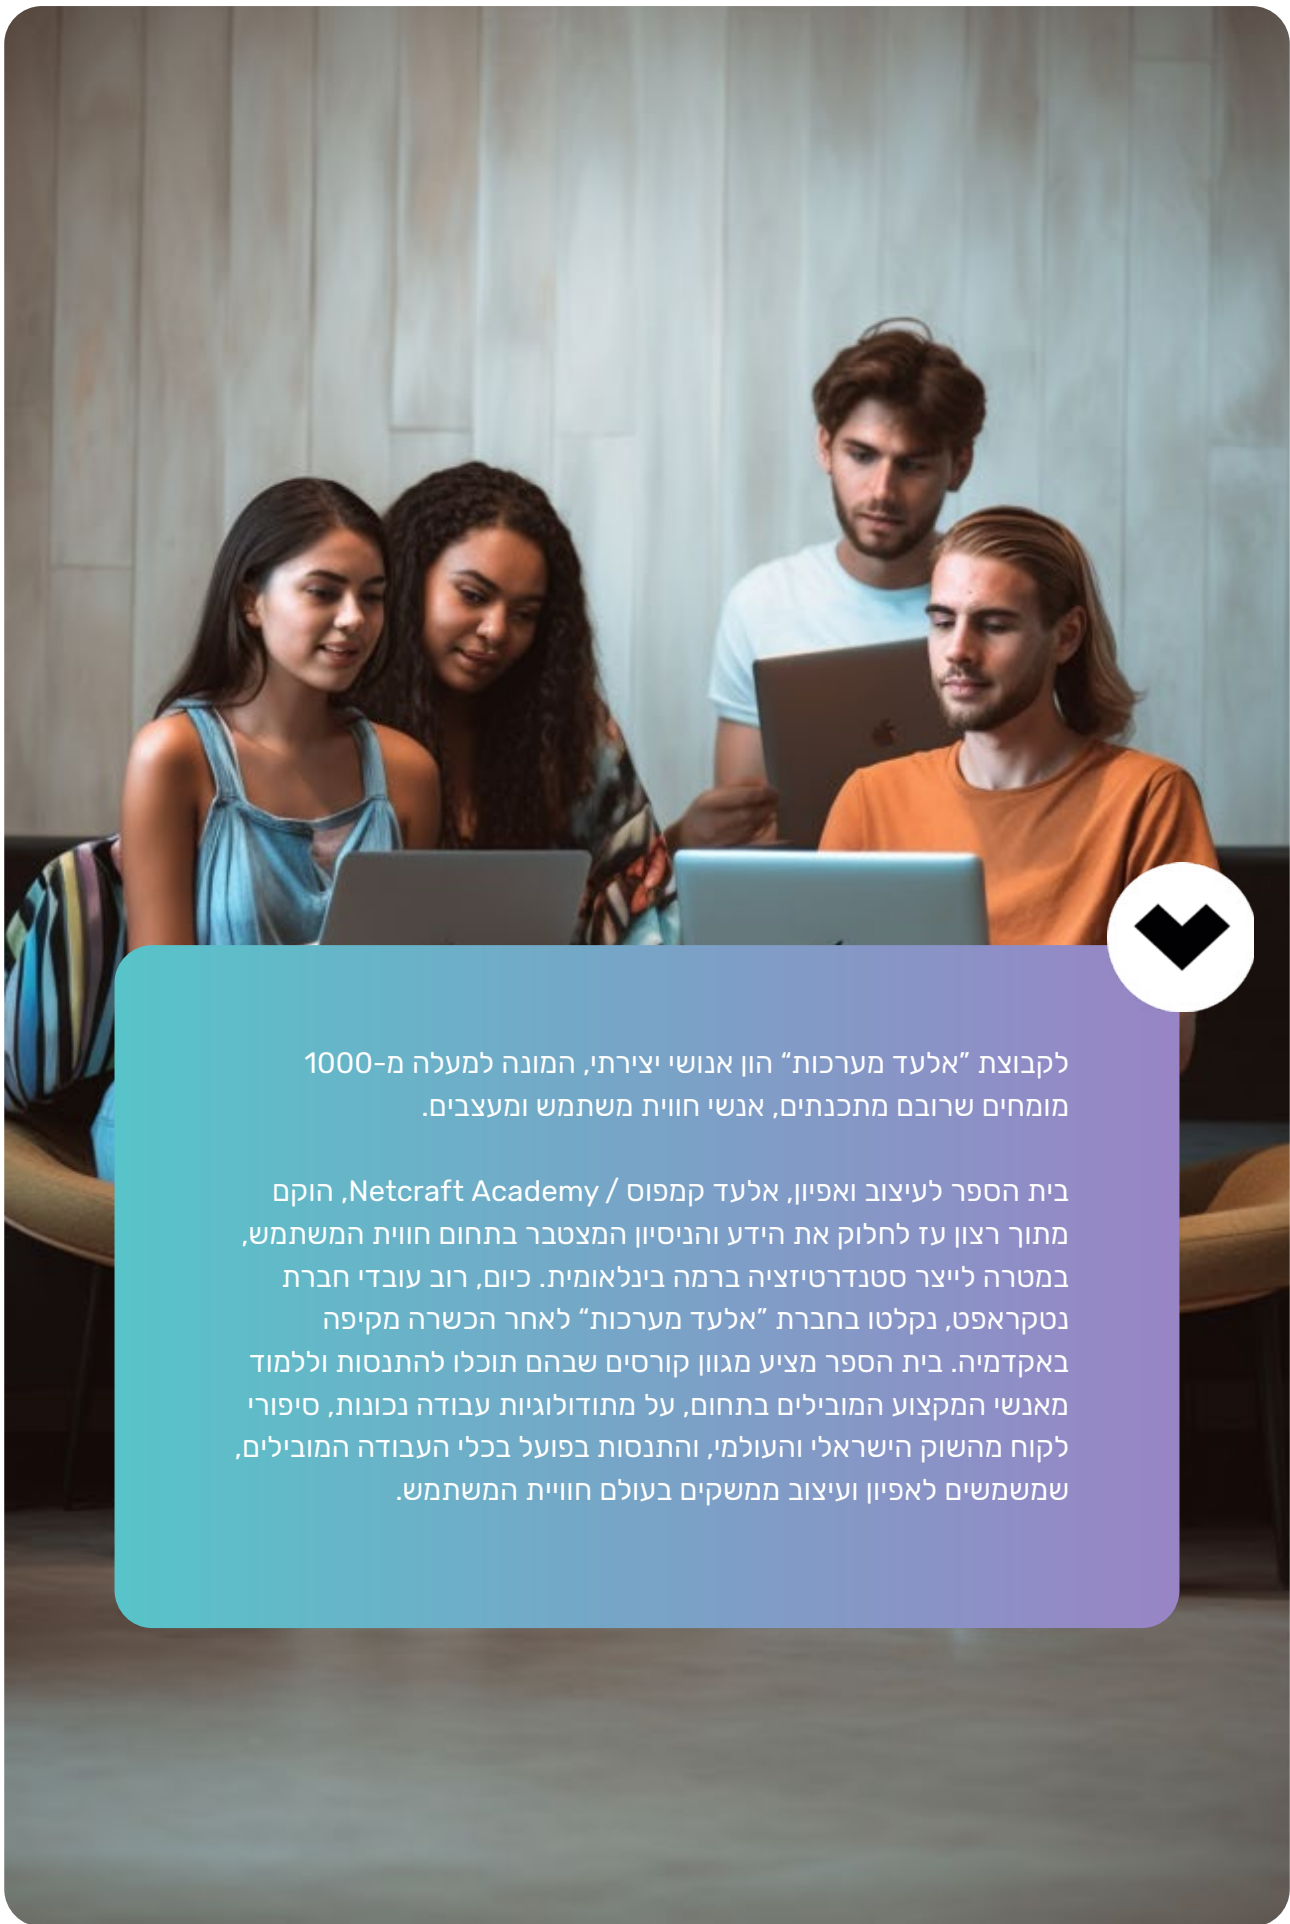 לקבוצת ”אלעד מערכות“ הון אנושי יצירתי, המונה למעלה מ-1000
מומחים שרובם מתכנתים, אנשי חווית משתמש ומעצבים.
בית הספר לעיצוב ואפיון, אלעד קמפוס / Netcraft Academy, הוקם
מתוך רצון עז לחלוק את הידע והניסיון המצטבר בתחום חווית המשתמש,
במטרה לייצר סטנדרטיזציה ברמה בינלאומית. כיום, רוב עובדי חברת
נטקראפט, נקלטו בחברת ”אלעד מערכות“ לאחר הכשרה מקיפה
באקדמיה. בית הספר מציע מגוון קורסים שבהם תוכלו להתנסות וללמוד
מאנשי המקצוע המובילים בתחום, על מתודולוגיות עבודה נכונות, סיפורי
לקוח מהשוק הישראלי והעולמי, והתנסות בפועל בכלי העבודה המובילים,
שמשמשים לאפיון ועיצוב ממשקים בעולם חוויית המשתמש.